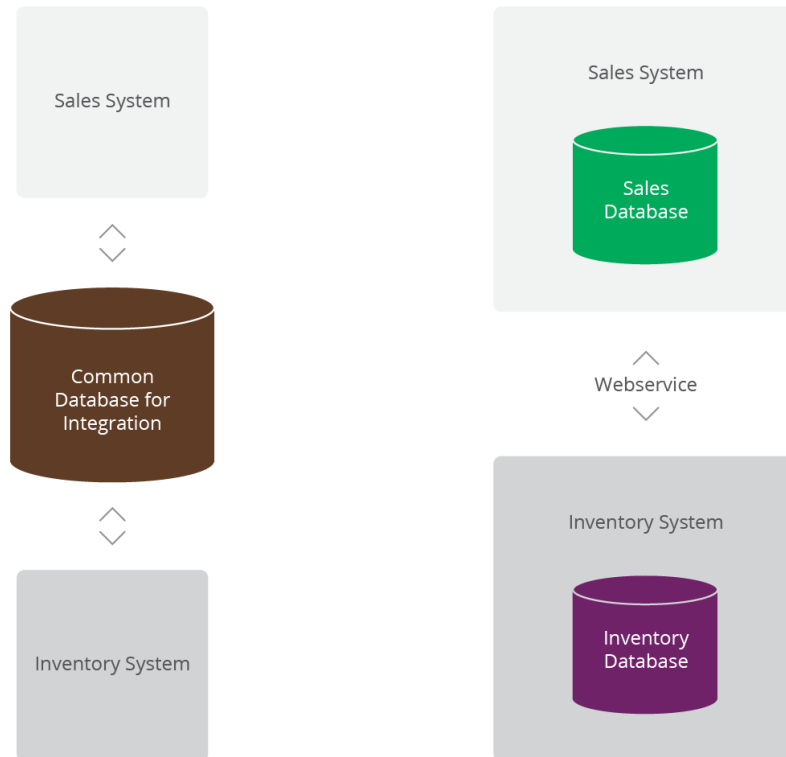 Sales System
Common
Database for
Integration
Inventory System
Sales System
Sales
Database
Webservice
Inventory System
Inventory
Database